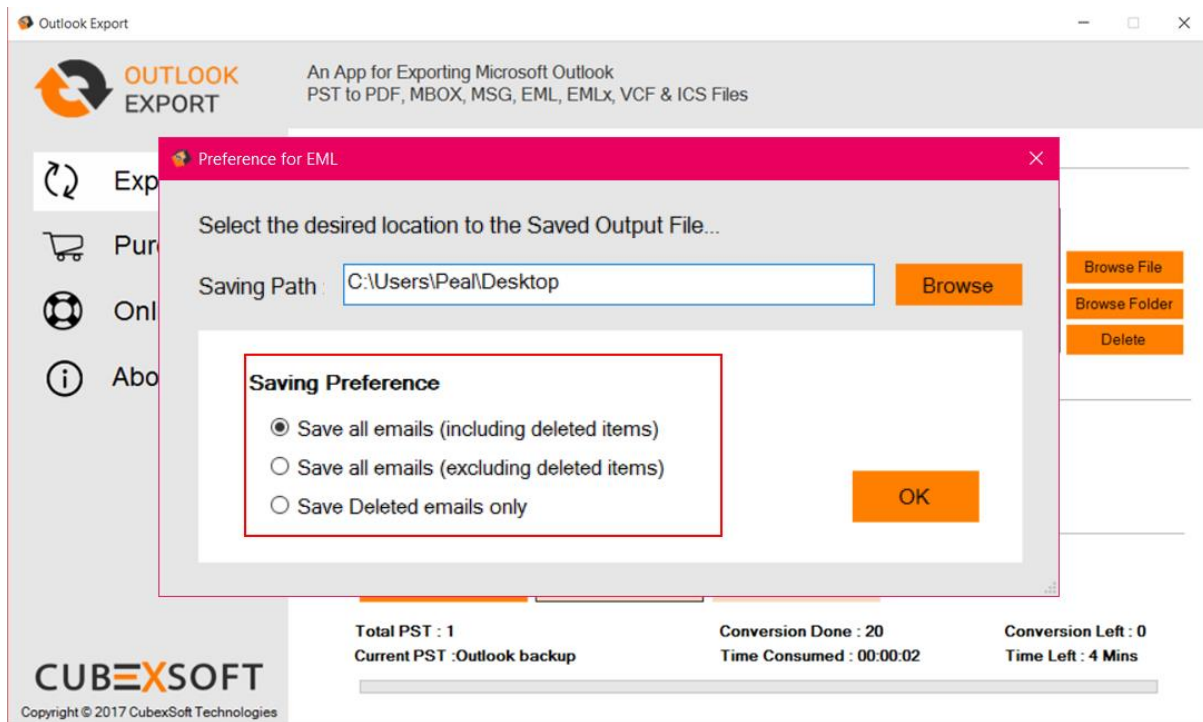 Outlook Export
OUTLOOK
EXPORT
An App for Exporting Microsoft Outlook
PST to PDF, MBOX, MSG, EML, EMLx, VCF & ICS Files
Preference for EML
Exp
Select the desired location to the Saved Output File...
Pur
Saving Path : C:\Users\Peal\Desktop Browse
Browse File
Browse Folder
Onl
Delete
Abo
Saving Preference
Save all emails (including deleted items)
Save all emails (excluding deleted items)
Save Deleted emails only
OK
Total PST : 1 Conversion Done : 20 Conversion Left : 0
Current PST :Outlook backup Time Consumed : 00:00:02 Time Left : 4 Mins
CUBEXSOFT
Copyright © 2017 CubexSoft Technologies